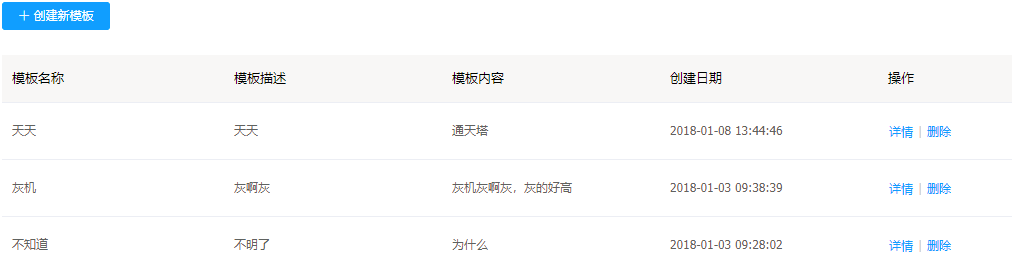 ＋ 创建新模板
模板名称 模板描述 模板内容 创建日期 操作
天天 天天 通天塔 2018-01-08 13:44:46 详情 | 删除
灰机 灰啊灰 灰机灰啊灰，灰的好高 2018-01-03 09:38:39 详情 | 删除
不知道 不明了 为什么 2018-01-03 09:28:02 详情 | 删除